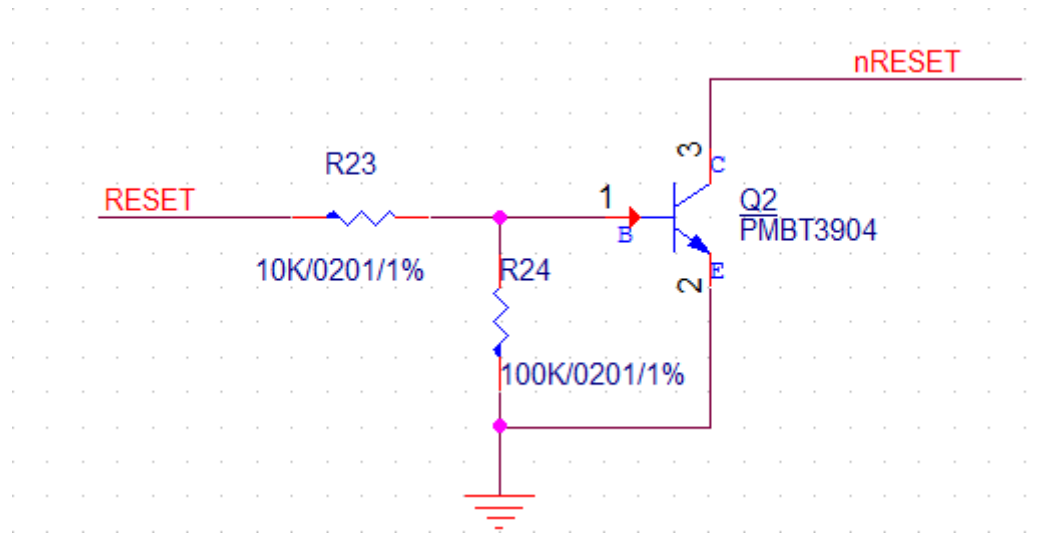 nRESET
R23
3
C
RESET
1
Q2
B
PMBT3904
10K/0201/1%
R24
E
2
100K/0201/1%